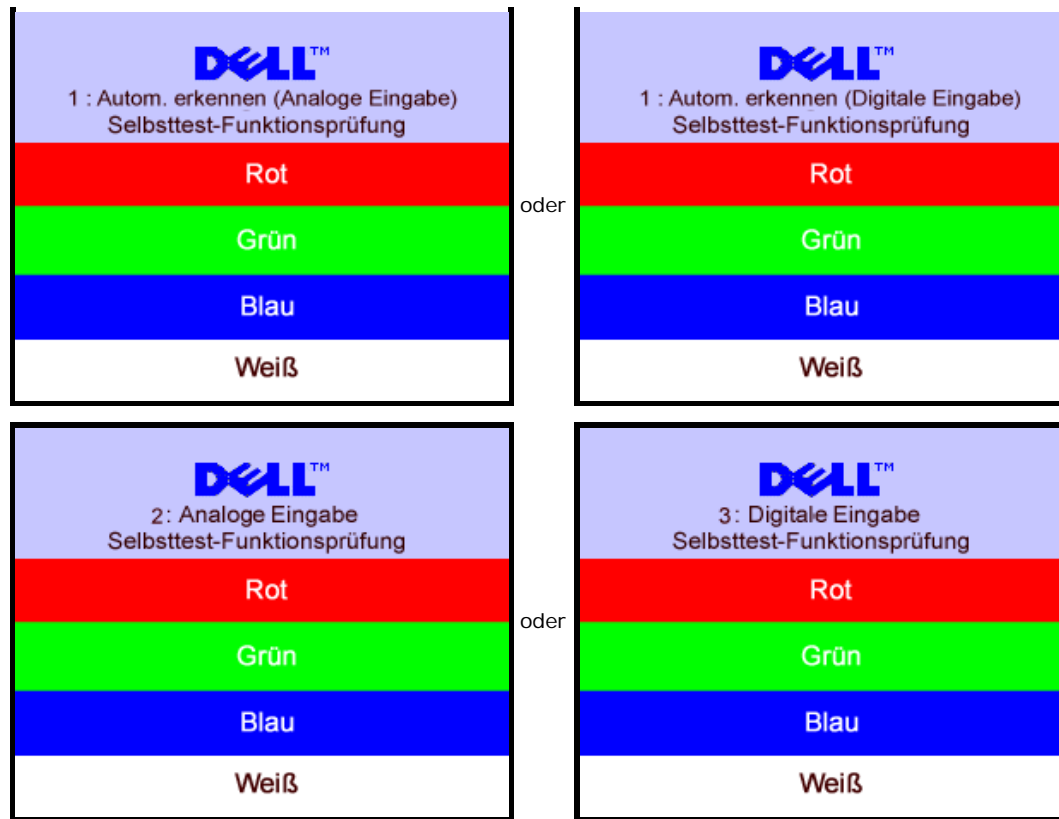 DELL™
1 : Autom. erkennen (Analoge Eingabe)
Selbsttest-Funktionsprüfung
Rot
Grün
Blau
Weiß
oder
DELL™
1 : Autom. erkennen (Digitale Eingabe)
Selbsttest-Funktionsprüfung
Rot
Grün
Blau
Weiß
DELL™
2 : Analoge Eingabe
Selbsttest-Funktionsprüfung
Rot
Grün
Blau
Weiß
oder
DELL™
3 : Digitale Eingabe
Selbsttest-Funktionsprüfung
Rot
Grün
Blau
Weiß